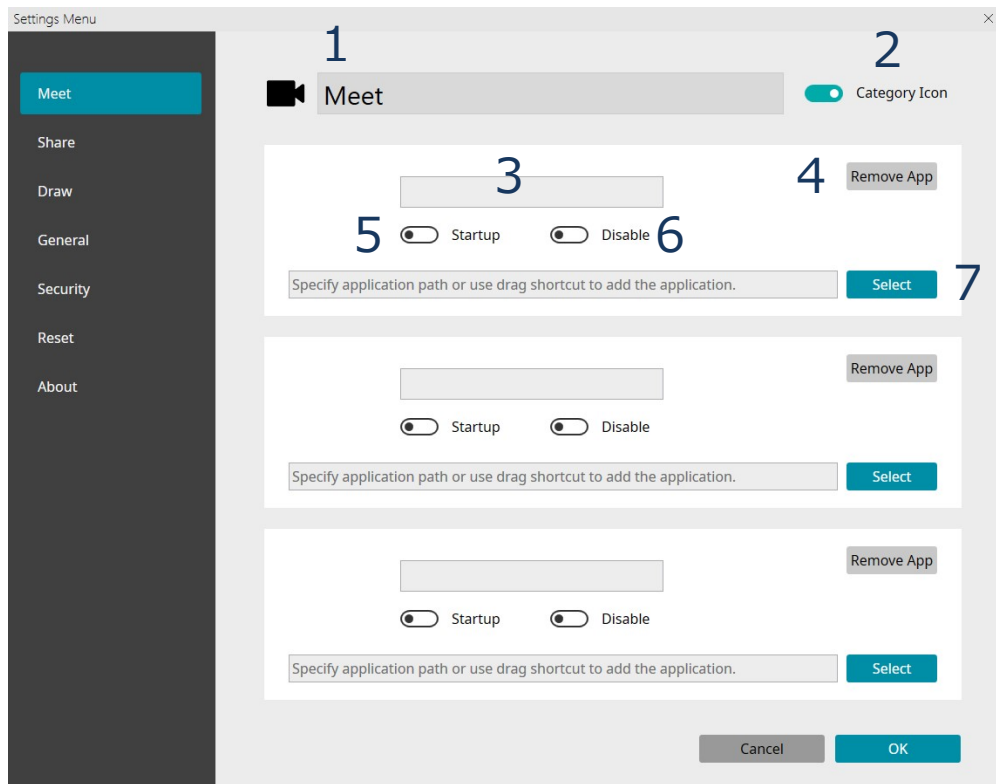 Settings Menu
1
2
Meet
Meet
Category Icon
Share
Draw
General
Security
Reset
About
3
4
Remove App
5
Startup
Disable
6
Specify application path or use drag shortcut to add the application.
Select
7
Remove App
Startup
Disable
Specify application path or use drag shortcut to add the application.
Select
Remove App
Startup
Disable
Specify application path or use drag shortcut to add the application.
Select
Cancel
OK